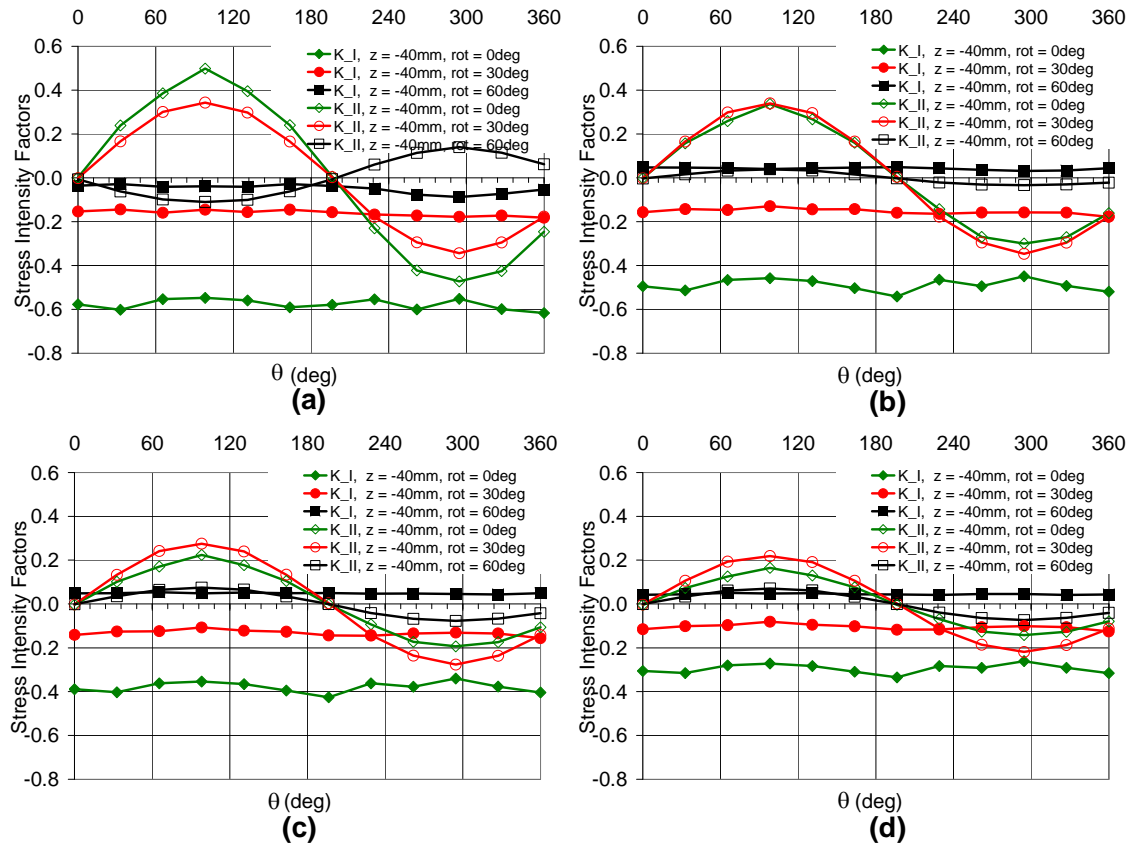 0 60 120 180 240 300 360
0.6
0.4
0.2
0.0
-0.2
-0.4
-0.6
-0.8
Stress Intensity Factors
K_I, z = -40mm, rot = 0deg
K_I, z = -40mm, rot = 30deg
K_I, z = -40mm, rot = 60deg
K_II, z = -40mm, rot = 0deg
K_II, z = -40mm, rot = 30deg
K_II, z = -40mm, rot = 60deg
θ (deg)
(a)
0 60 120 180 240 300 360
0.6
0.4
0.2
0.0
-0.2
-0.4
-0.6
-0.8
Stress Intensity Factors
K_I, z = -40mm, rot = 0deg
K_I, z = -40mm, rot = 30deg
K_I, z = -40mm, rot = 60deg
K_II, z = -40mm, rot = 0deg
K_II, z = -40mm, rot = 30deg
K_II, z = -40mm, rot = 60deg
θ (deg)
(b)
0 60 120 180 240 300 360
0.6
0.4
0.2
0.0
-0.2
-0.4
-0.6
-0.8
Stress Intensity Factors
K_I, z = -40mm, rot = 0deg
K_I, z = -40mm, rot = 30deg
K_I, z = -40mm, rot = 60deg
K_II, z = -40mm, rot = 0deg
K_II, z = -40mm, rot = 30deg
K_II, z = -40mm, rot = 60deg
θ (deg)
(c)
0 60 120 180 240 300 360
0.6
0.4
0.2
0.0
-0.2
-0.4
-0.6
-0.8
Stress Intensity Factors
K_I, z = -40mm, rot = 0deg
K_I, z = -40mm, rot = 30deg
K_I, z = -40mm, rot = 60deg
K_II, z = -40mm, rot = 0deg
K_II, z = -40mm, rot = 30deg
K_II, z = -40mm, rot = 60deg
θ (deg)
(d)